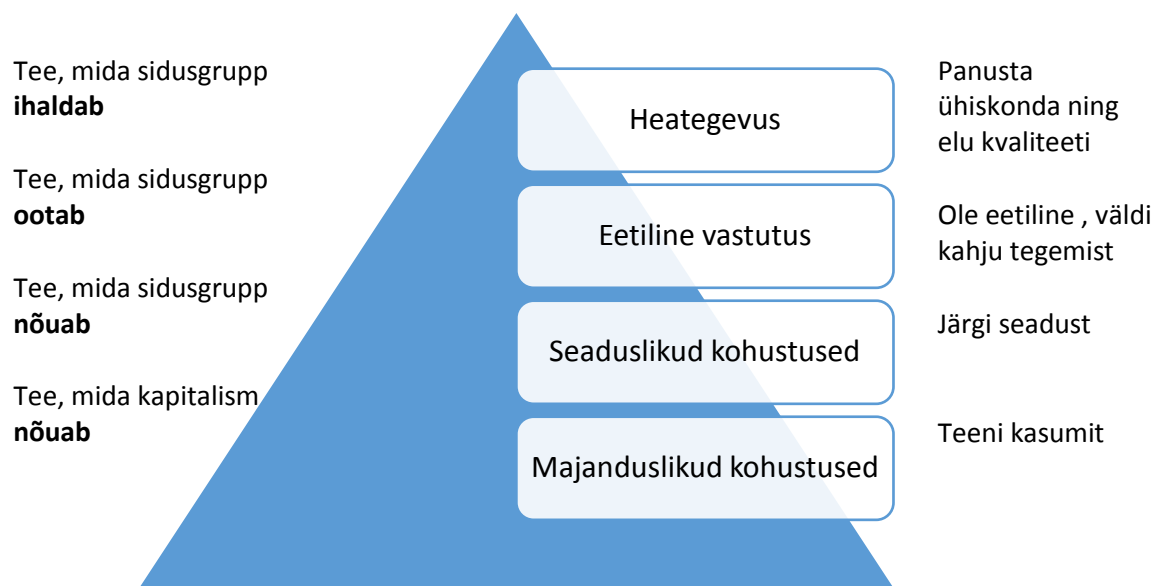 Tee, mida sidusgrupp
ihaldab
Heategevus
Panusta
ühiskonda ning
elu kvaliteeti
Tee, mida sidusgrupp
ootab
Eetiline vastutus
Ole eetiline , väldi
kahju tegemist
Tee, mida sidusgrupp
nõuab
Seaduslikud kohustused
Järgi seadust
Tee, mida kapitalism
nõuab
Majanduslikud kohustused
Teeni kasumit